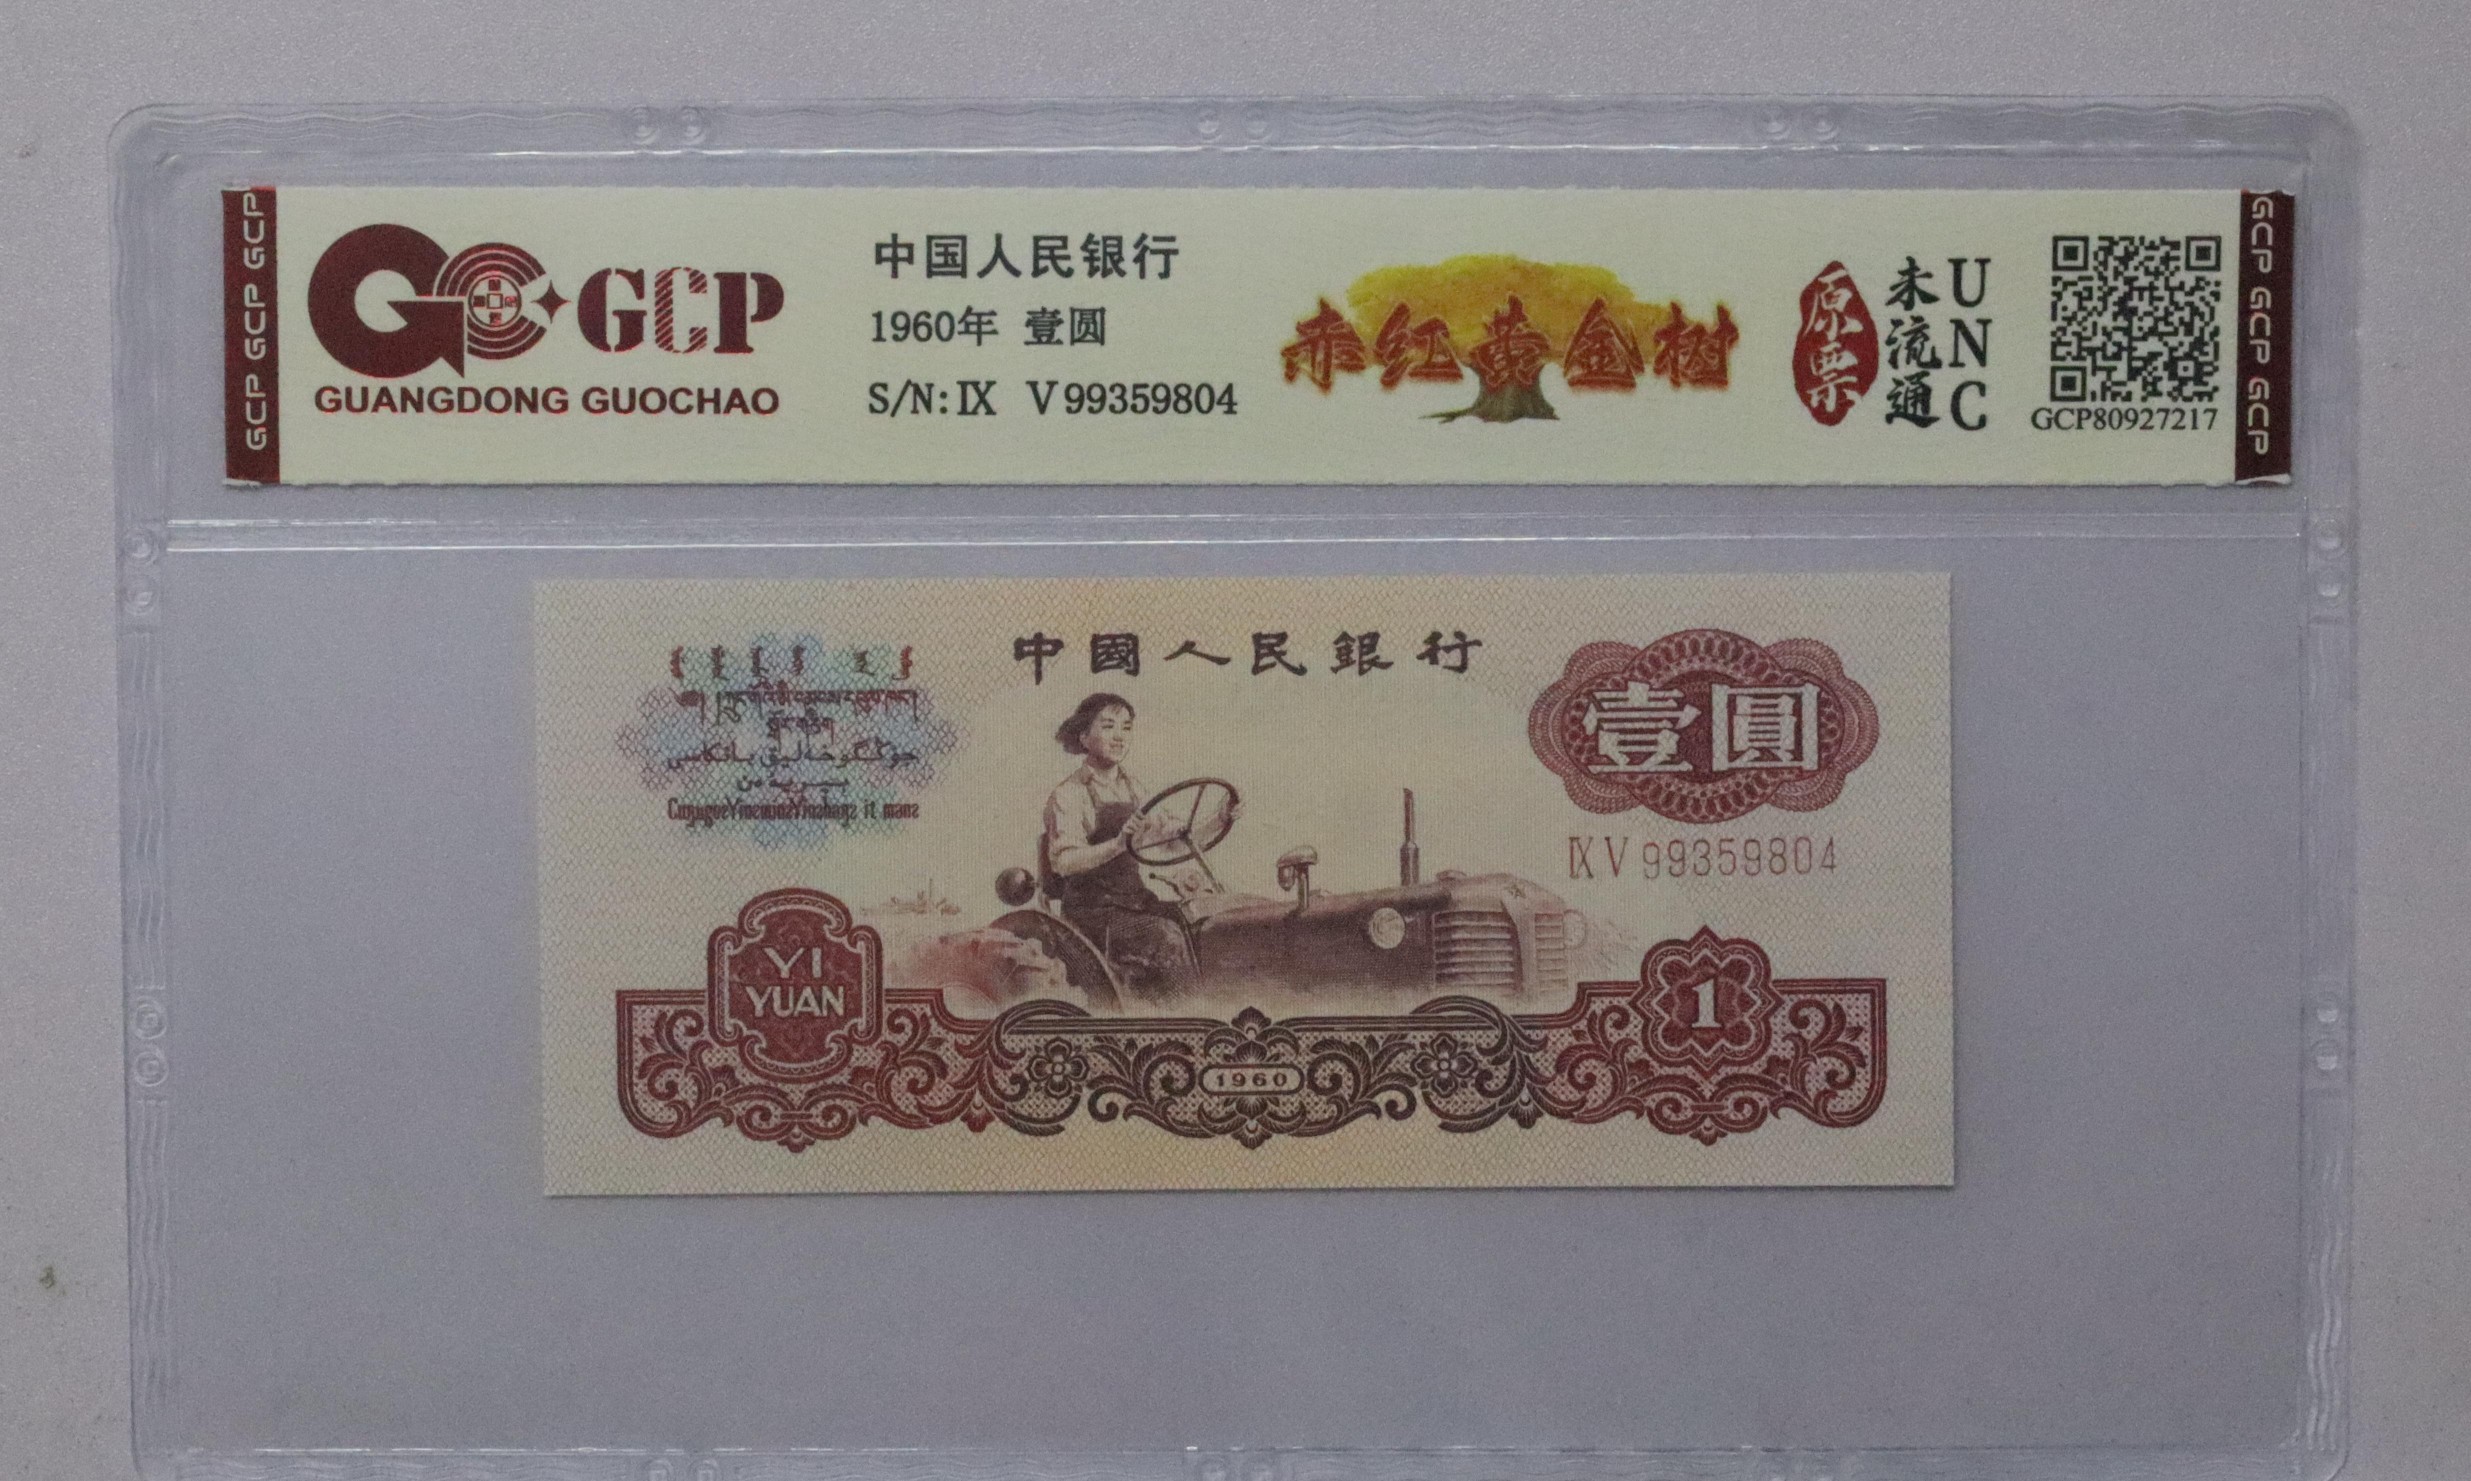 GCP GCP GCP
GCP
GUANGDONG GUOCHAO
中国人民银行
1960年 壹圆
S/N: IX V 99359804
赤红黄金树
原票
未流通
UNC
GCP80927217
GCP GCP GCP
中國人民銀行
壹圓
IX V 99359804
YI
YUAN
1
1960